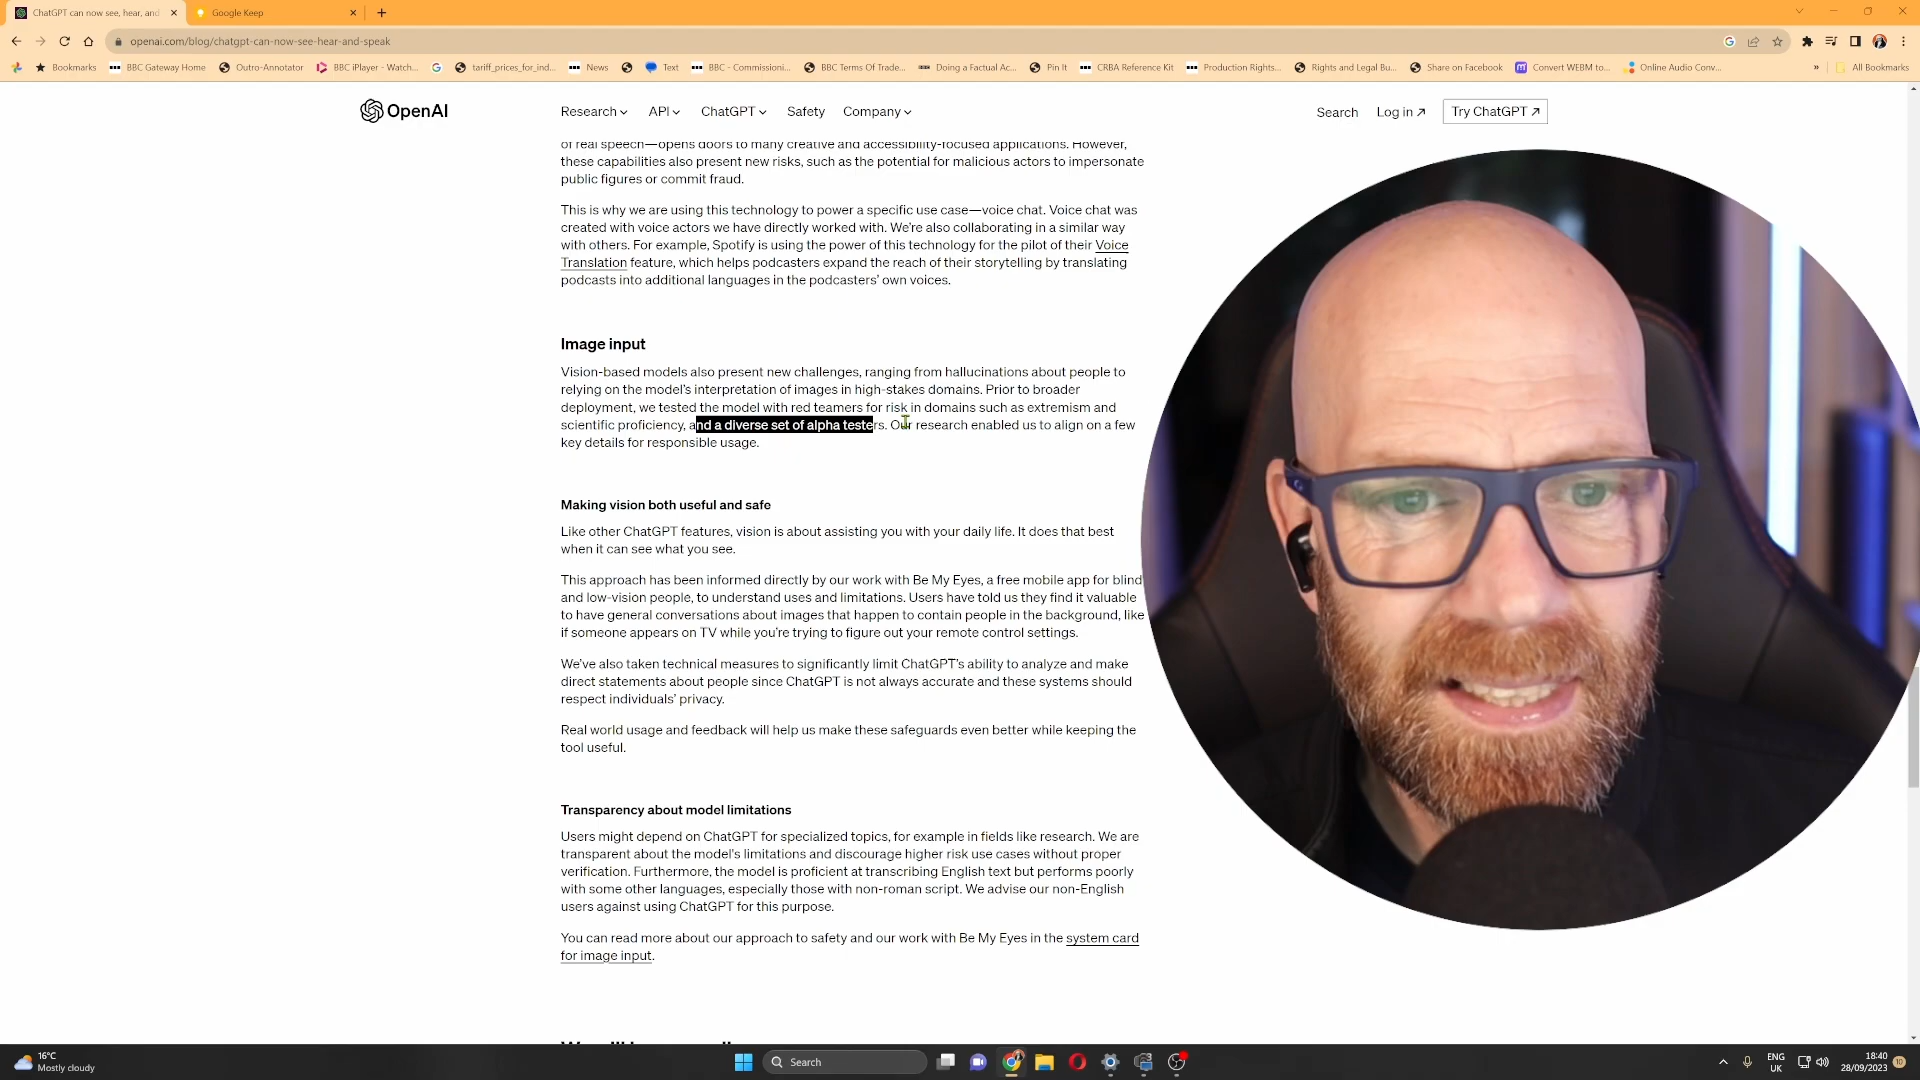 ChatGPT can now see, hear, and
Google Keep
openai.com/blog/chatgpt-can-now-see-hear-and-speak
Bookmarks
BBC Gateway Home
Outro-Annotator
BBC iPlayer - Watch...
tariff_prices_for_ind...
News
Text
BBC - Commissioni...
BBC Terms Of Trade...
Doing a Factual Ac...
Pin It
CRBA Reference Kit
Production Rights...
Rights and Legal Bu...
Share on Facebook
Convert WEBM to...
Online Audio Conv...
»
All Bookmarks
OpenAI
Research
API
ChatGPT
Safety
Company
Search
Log in ↗
Try ChatGPT ↗
of real speech—opens doors to many creative and accessibility-focused applications. However,
these capabilities also present new risks, such as the potential for malicious actors to impersonate
public figures or commit fraud.
This is why we are using this technology to power a specific use case—voice chat. Voice chat was
created with voice actors we have directly worked with. We're also collaborating in a similar way
with others. For example, Spotify is using the power of this technology for the pilot of their Voice
Translation feature, which helps podcasters expand the reach of their storytelling by translating
podcasts into additional languages in the podcasters' own voices.
Image input
Vision-based models also present new challenges, ranging from hallucinations about people to
relying on the model's interpretation of images in high-stakes domains. Prior to broader
deployment, we tested the model with red teamers for risk in domains such as extremism and
scientific proficiency, and a diverse set of alpha testers. Our research enabled us to align on a few
key details for responsible usage.
Making vision both useful and safe
Like other ChatGPT features, vision is about assisting you with your daily life. It does that best
when it can see what you see.
This approach has been informed directly by our work with Be My Eyes, a free mobile app for blind
and low-vision people, to understand uses and limitations. Users have told us they find it valuable
to have general conversations about images that happen to contain people in the background, like
if someone appears on TV while you're trying to figure out your remote control settings.
We've also taken technical measures to significantly limit ChatGPT's ability to analyze and make
direct statements about people since ChatGPT is not always accurate and these systems should
respect individuals' privacy.
Real world usage and feedback will help us make these safeguards even better while keeping the
tool useful.
Transparency about model limitations
Users might depend on ChatGPT for specialized topics, for example in fields like research. We are
transparent about the model's limitations and discourage higher risk use cases without proper
verification. Furthermore, the model is proficient at transcribing English text but performs poorly
with some other languages, especially those with non-roman script. We advise our non-English
users against using ChatGPT for this purpose.
You can read more about our approach to safety and our work with Be My Eyes in the system card
for image input.
16°C
Mostly cloudy
Search
ENG
UK
18:40
28/09/2023
10